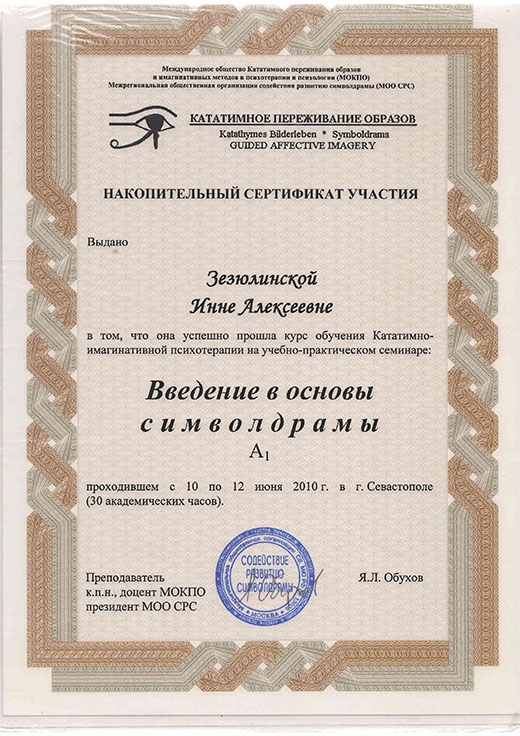 Международное общество Кататимного переживания образов
и имагинативных методов в психотерапии и психологии (МОКПО)
Межрегиональная общественная организация содействия развитию символдрамы (МОО СРС)
КАТАТИМНОЕ ПЕРЕЖИВАНИЕ ОБРАЗОВ
Katathymes Bilderleben * Symboldrama
GUIDED AFFECTIVE IMAGERY
НАКОПИТЕЛЬНЫЙ СЕРТИФИКАТ УЧАСТИЯ
Выдано
Зезюлинской
Инне Алексеевне
в том, что она успешно прошла курс обучения Кататимно-
имагинативной психотерапии на учебно-практическом семинаре:
Введение в основы
символдрамы
А1
проходившем с 10 по 12 июня 2010 г. в г. Севастополе
(30 академических часов).
СОДЕЙСТВИЕ
РАЗВИТИЮ
СИМВОЛДРАМЫ
МОСКВА
Преподаватель
к.п.н., доцент МОКПО
президент МОО СРС
Я.Л. Обухов